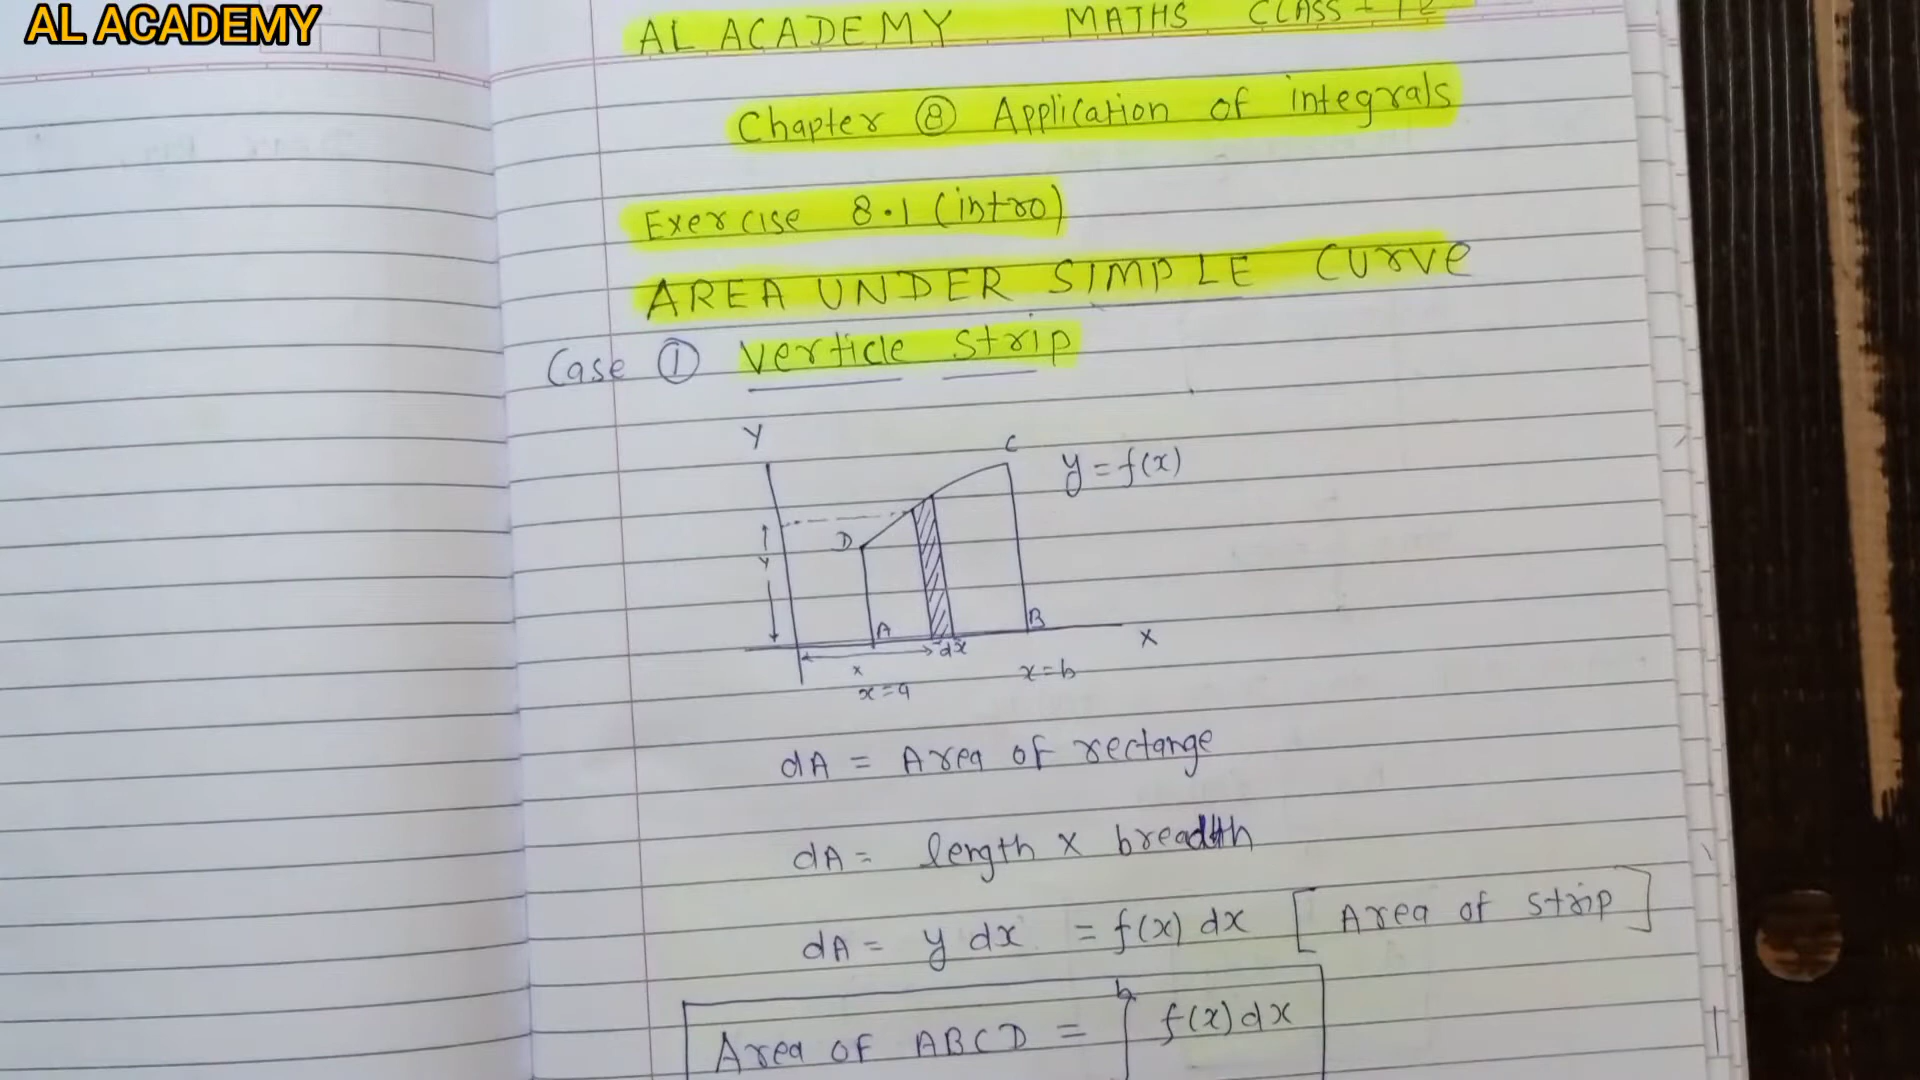 AL ACADEMY
AL ACADEMY MATHS CLASS - 12
Chapter ⑧ Application of integrals
Exercise 8.1 (intro)
AREA UNDER SIMPLE CURVE
Case ① Verticle Strip
Y
C
y = f(x)
D
y
A
B
dx
X
x
x = b
x = a
dA = Area of rectange
dA = length x breadth
dA = y dx = f(x) dx [ Area of strip ]
b
Area of ABCD = ∫ f(x) dx